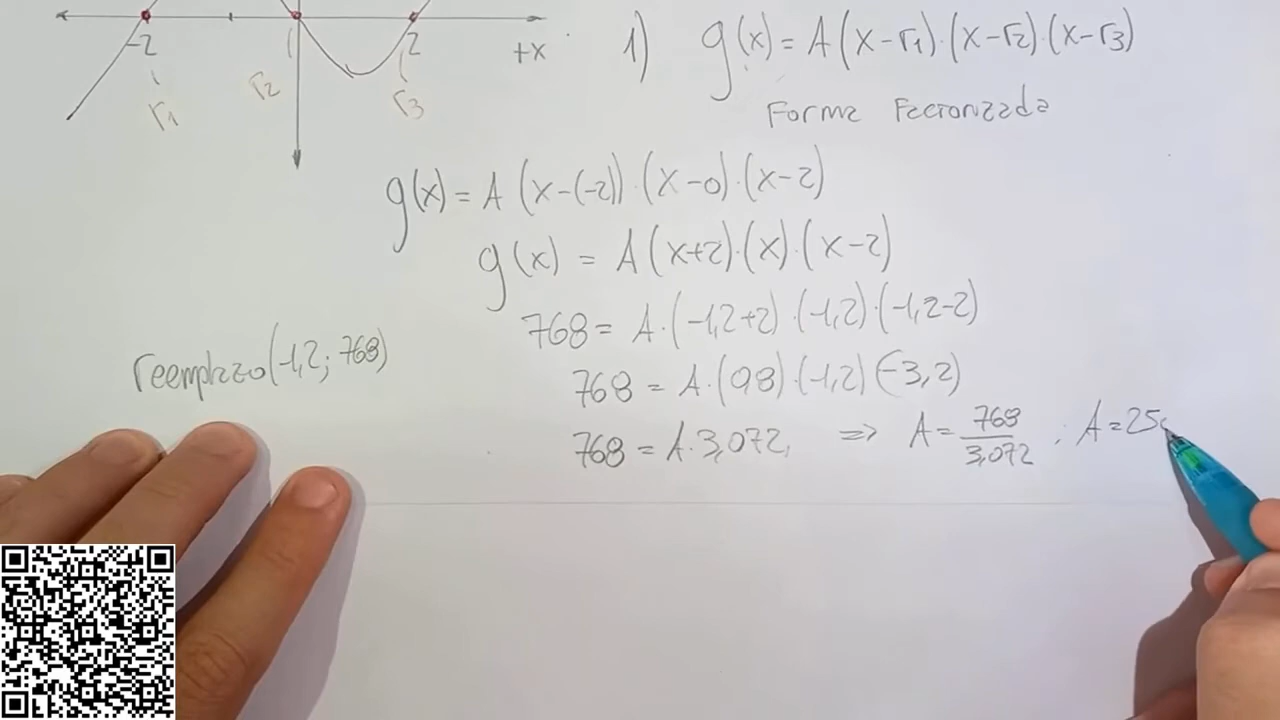 -2
2
+x
r1
r2
r3
1) g(x) = A(x-r1)·(x-r2)·(x-r3)
Forma Factorizada
g(x) = A (x-(-2))·(x-0)·(x-2)
g(x) = A(x+2)·(x)·(x-2)
768 = A·(-1,2+2)·(-1,2)·(-1,2-2)
reemplazo(-1,2; 768)
768 = A·(0,8)·(-1,2)(-3,2)
768 = A·3,072, => A = 768/3,072 ; A=25